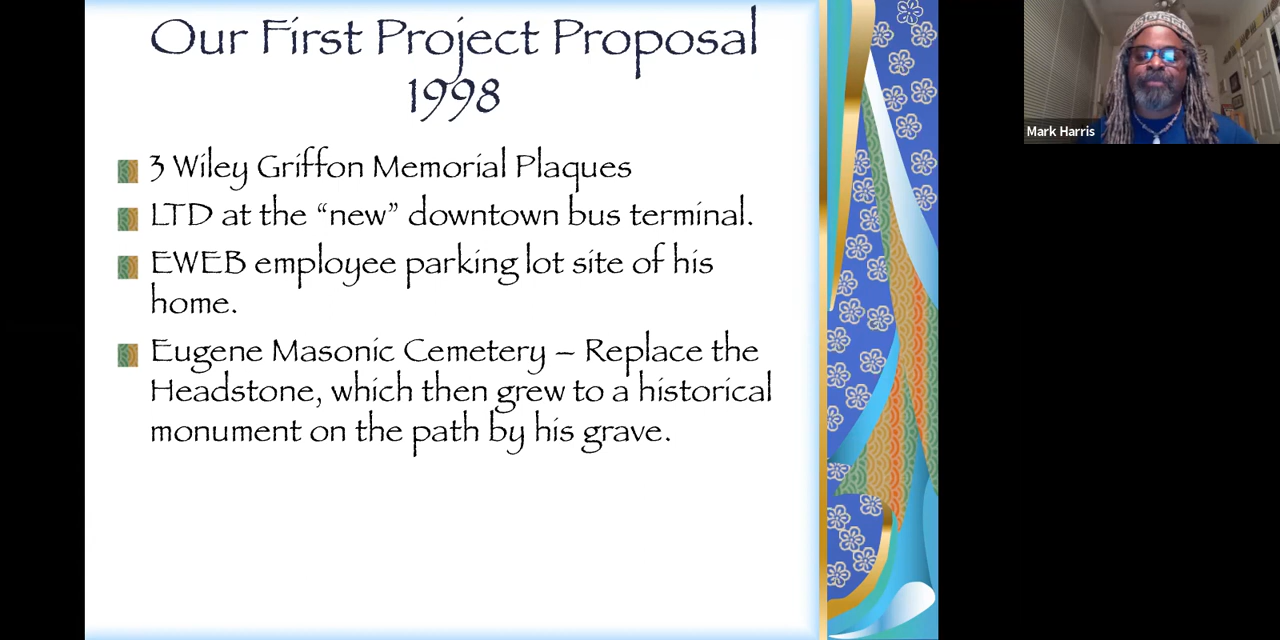 Our First Project Proposal
1998
3 Wiley Griffon Memorial Plaques
LTD at the “new” downtown bus terminal.
EWEB employee parking lot site of his
home.
Eugene Masonic Cemetery – Replace the
Headstone, which then grew to a historical
monument on the path by his grave.
Mark Harris